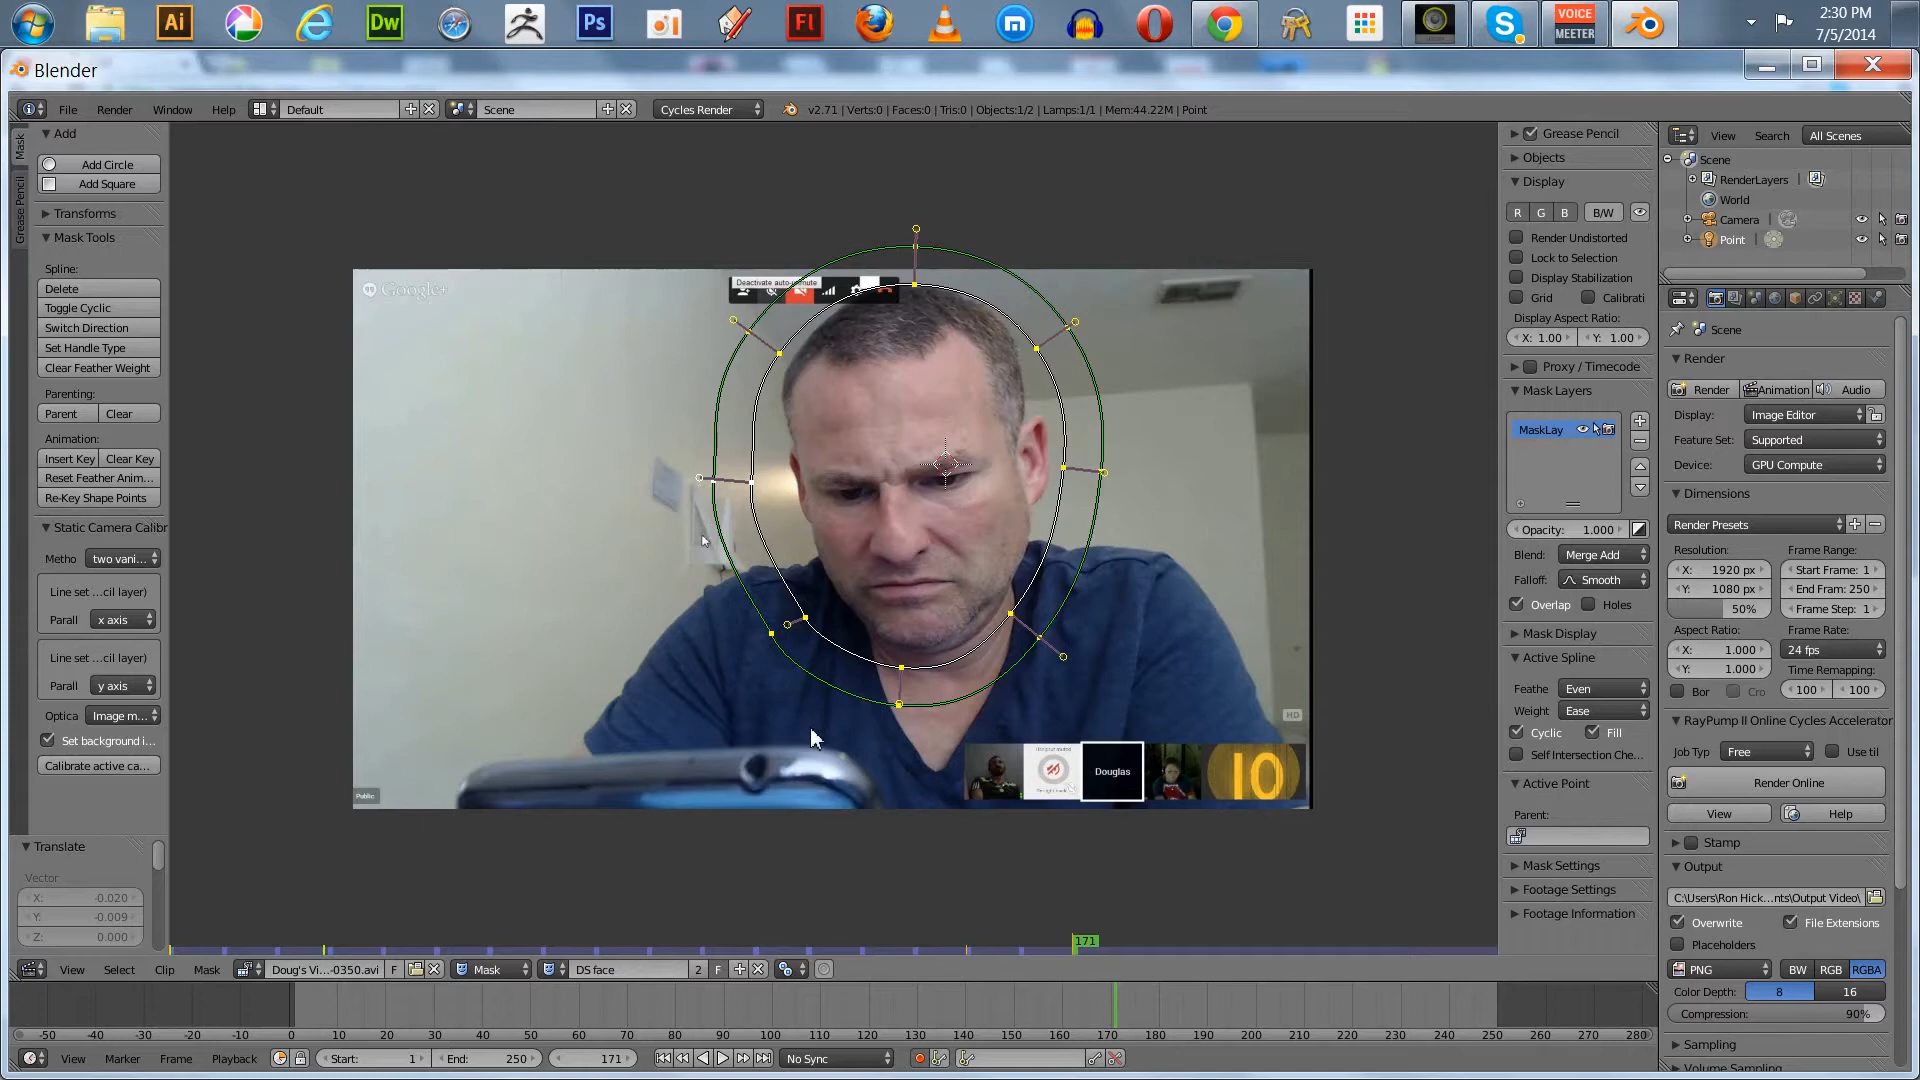 Ai
Dw
Ps
Fl
VOICE
MEETER
2:30 PM
7/5/2014
Blender
File
Render
Window
Help
Default
Scene
Cycles Render
v2.71 | Verts:0 | Faces:0 | Tris:0 | Objects:1/2 | Lamps:1/1 | Mem:44.22M | Point
Mask
Grease Pencil
Add
Add Circle
Add Square
Transforms
Mask Tools
Spline:
Delete
Toggle Cyclic
Switch Direction
Set Handle Type
Clear Feather Weight
Parenting:
Parent
Clear
Animation:
Insert Key
Clear Key
Reset Feather Anim...
Re-Key Shape Points
Static Camera Calibr
Metho
two vani...
Line set ...cil layer)
Parall
x axis
Line set ...cil layer)
Parall
y axis
Optica
Image m...
Set background i...
Calibrate active ca...
Translate
Vector
X: -0.020
Y: -0.009
Z: 0.000
Google+
Deactivate auto-unmute
HD
Public
Douglas
10
Grease Pencil
Objects
Display
R
G
B
B/W
Render Undistorted
Lock to Selection
Display Stabilization
Grid
Calibrati
Display Aspect Ratio:
X: 1.00
Y: 1.00
Proxy / Timecode
Mask Layers
MaskLay
Opacity: 1.000
Blend:
Merge Add
Falloff:
Smooth
Overlap
Holes
Mask Display
Active Spline
Feathe
Even
Weight
Ease
Cyclic
Fill
Self Intersection Che...
Active Point
Parent:
Mask Settings
Footage Settings
Footage Information
View
Search
All Scenes
Scene
RenderLayers
World
Camera
Point
Scene
Render
Render
Animation
Audio
Display:
Image Editor
Feature Set:
Supported
Device:
GPU Compute
Dimensions
Render Presets
Resolution:
Frame Range:
X: 1920 px
Start Frame: 1
Y: 1080 px
End Fram: 250
50%
Frame Step: 1
Aspect Ratio:
Frame Rate:
X: 1.000
24 fps
Y: 1.000
Time Remapping:
Bor
Cro
100
100
RayPump II Online Cycles Accelerator
Job Typ
Free
Use til
Render Online
View
Help
Stamp
Output
C:\Users\Ron Hick...nts\Output Video\
Overwrite
File Extensions
Placeholders
PNG
BW
RGB
RGBA
Color Depth:
8
16
Compression:
90%
Sampling
Volume Sampling
171
View
Select
Clip
Mask
Doug's Vi...-0350.avi
F
Mask
DS face
2
F
-50 -40 -30 -20 -10 0 10 20 30 40 50 60 70 80 90 100 110 120 130 140 150 160 170 180 190 200 210 220 230 240 250 260 270 280
View
Marker
Frame
Playback
Start: 1
End: 250
171
No Sync